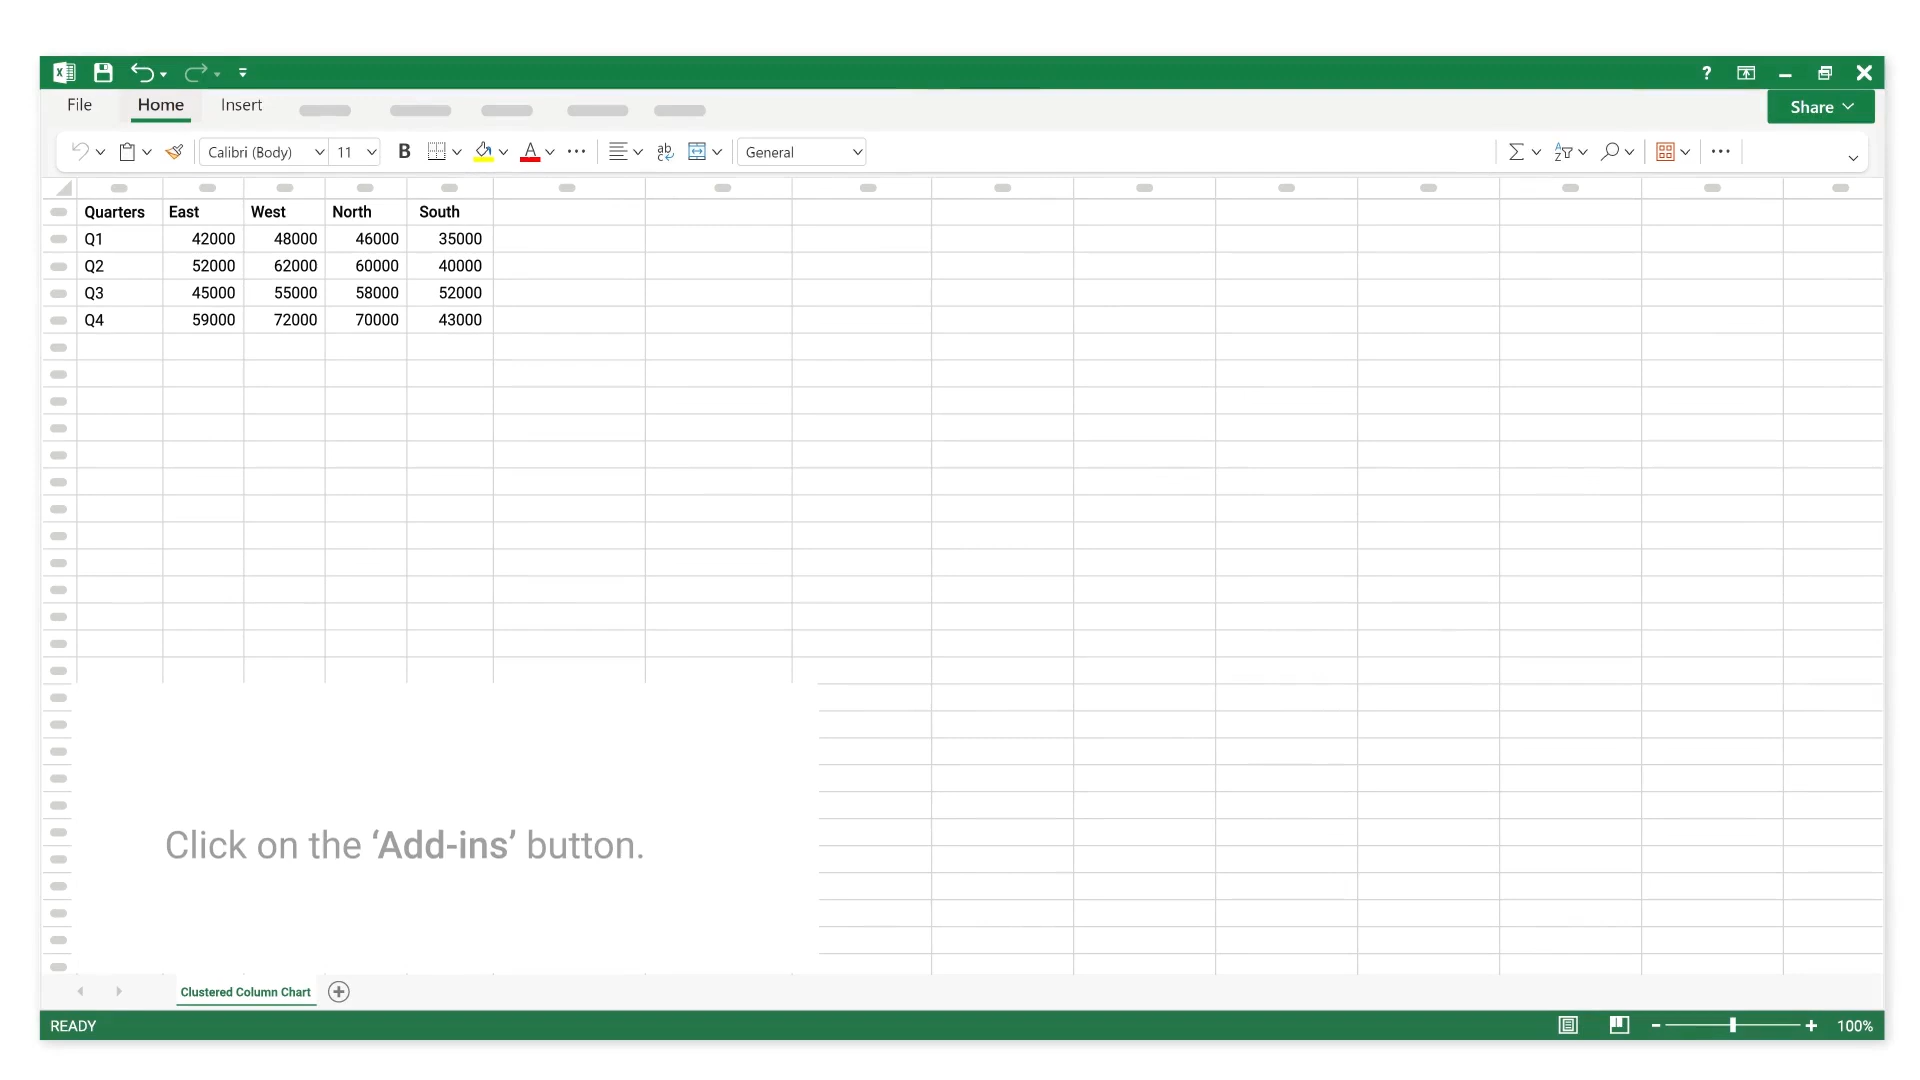 ?
File Home Insert Share
Calibri (Body) 11 B A General
Quarters East West North South
Q1 42000 48000 46000 35000
Q2 52000 62000 60000 40000
Q3 45000 55000 58000 52000
Q4 59000 72000 70000 43000
Click on the ‘Add-ins’ button.
Clustered Column Chart
READY 100%